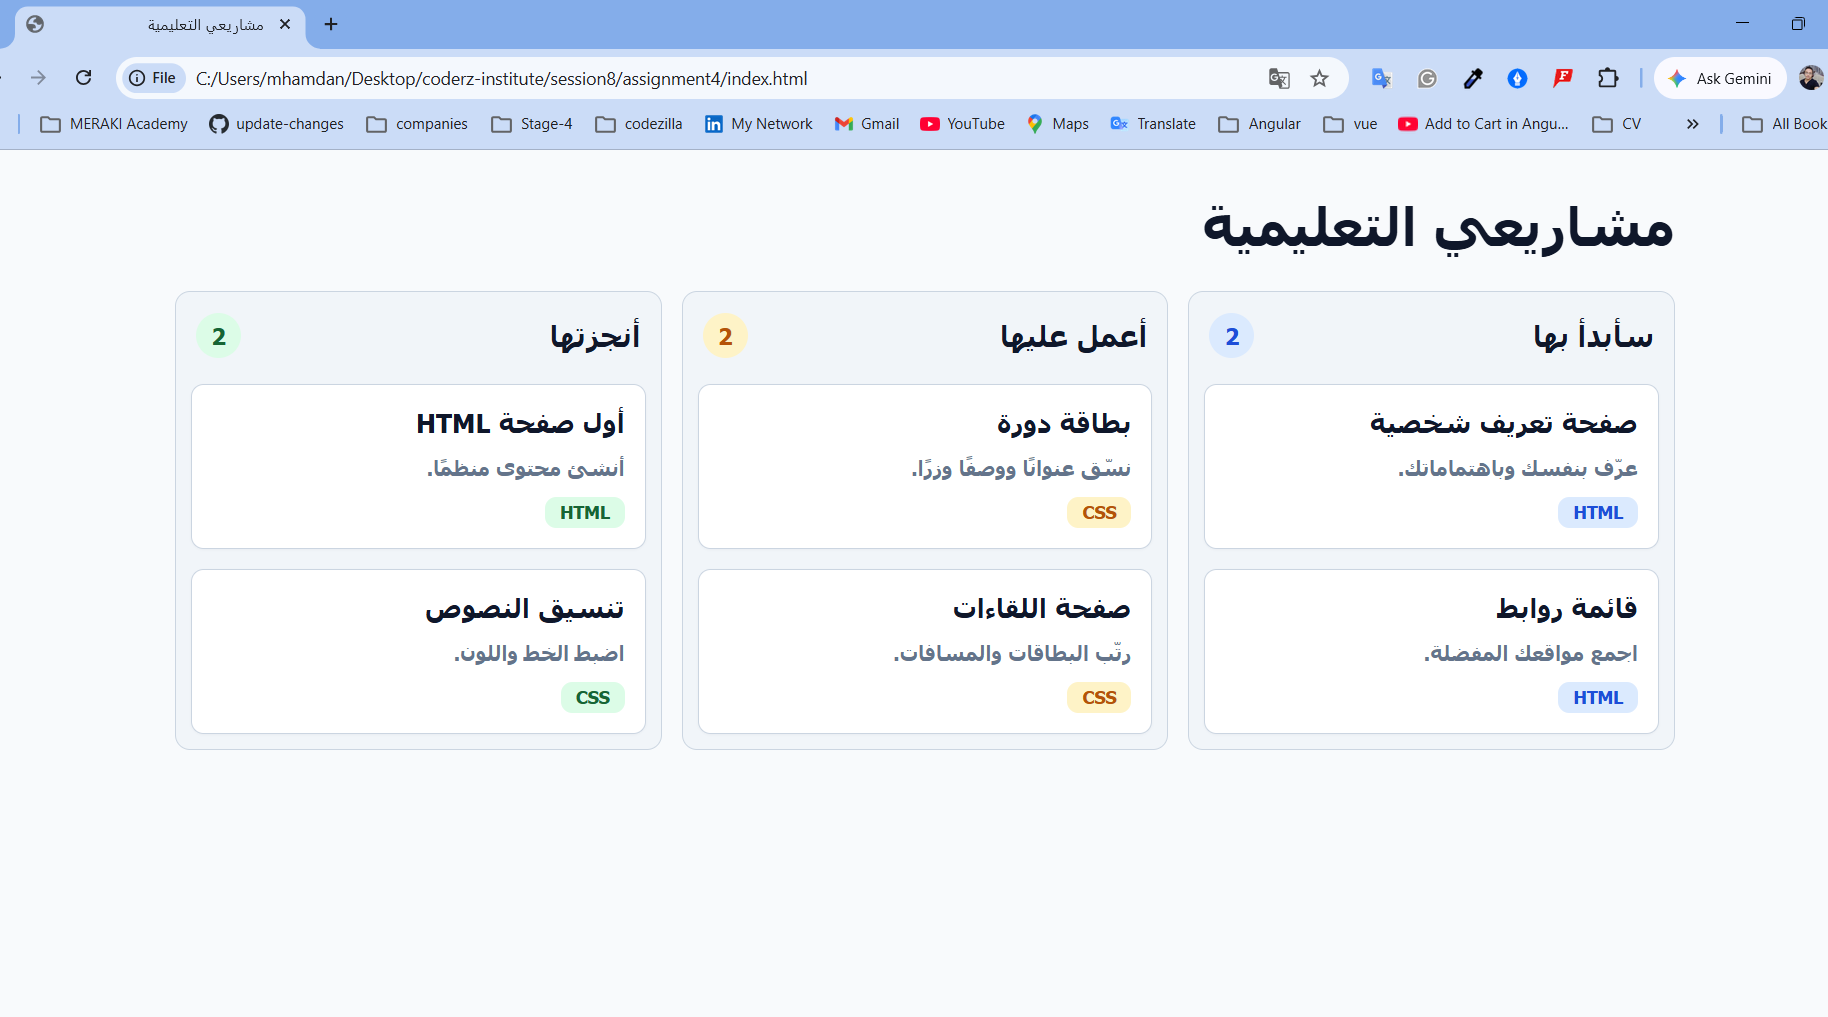 مشاريعي التعليمية
File
C:/Users/mhamdan/Desktop/coderz-institute/session8/assignment4/index.html
Ask Gemini
MERAKI Academy
update-changes
companies
Stage-4
codezilla
My Network
Gmail
YouTube
Maps
Translate
Angular
vue
Add to Cart in Angu...
CV
All Book
مشاريعي التعليمية
سأبدأ بها
2
صفحة تعريف شخصية
عرّف بنفسك وباهتماماتك.
HTML
قائمة روابط
اجمع مواقعك المفضلة.
HTML
أعمل عليها
2
بطاقة دورة
نسّق عنوانًا ووصفًا وزرًا.
CSS
صفحة اللقاءات
رتّب البطاقات والمسافات.
CSS
أنجزتها
2
أول صفحة HTML
أنشئ محتوى منظمًا.
HTML
تنسيق النصوص
اضبط الخط واللون.
CSS